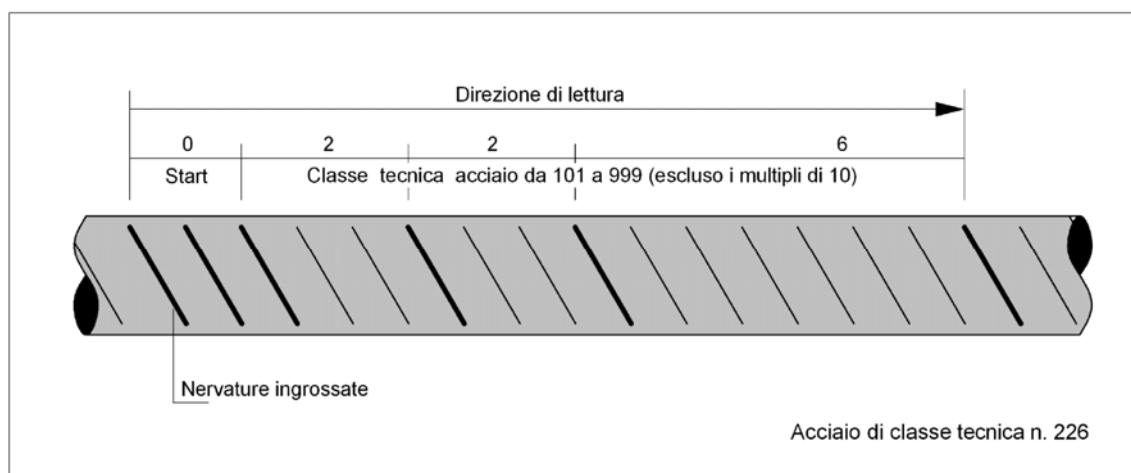 Direzione di lettura
0 2 2 6
Start Classe tecnica acciaio da 101 a 999 (escluso i multipli di 10)
Nervature ingrossate
Acciaio di classe tecnica n. 226